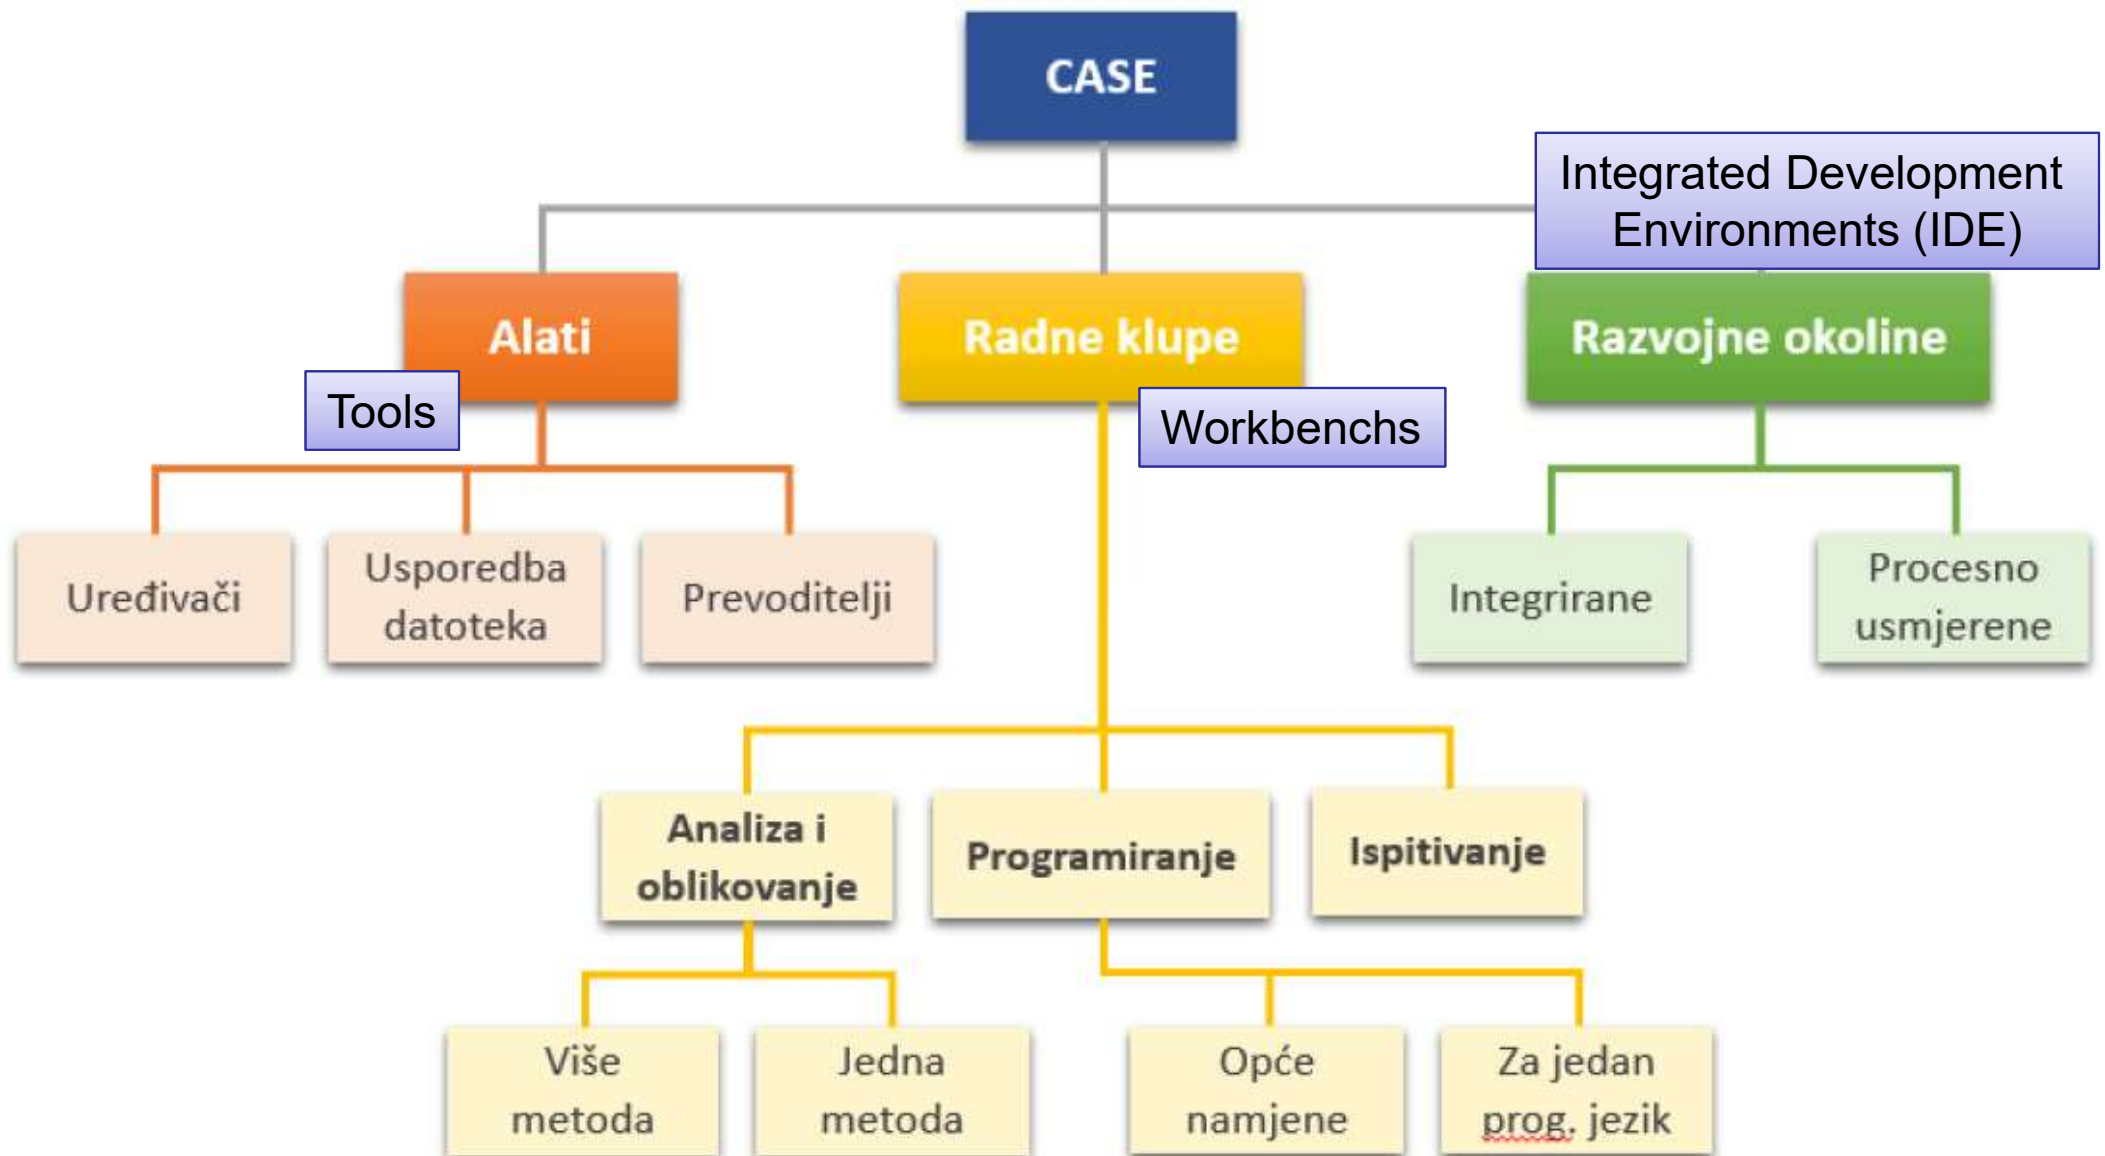 CASE
Integrated Development
Environments (IDE)
Alati
Radne klupe
Razvojne okoline
Tools
Workbenchs
Uređivači
Usporedba
datoteka
Prevoditelji
Integrirane
Procesno
usmjerene
Analiza i
oblikovanje
Programiranje
Ispitivanje
Više
metoda
Jedna
metoda
Opće
namjene
Za jedan
prog. jezik